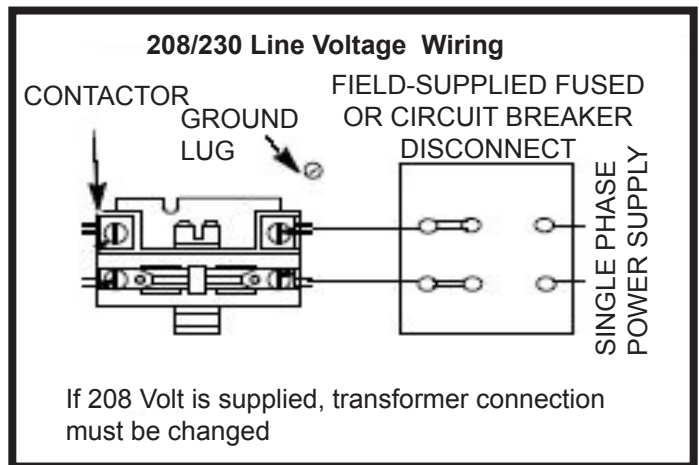 208/230 Line Voltage Wiring
CONTACTOR
GROUND
LUG
FIELD-SUPPLIED FUSED
OR CIRCUIT BREAKER
DISCONNECT
SINGLE PHASE
POWER SUPPLY
If 208 Volt is supplied, transformer connection
must be changed